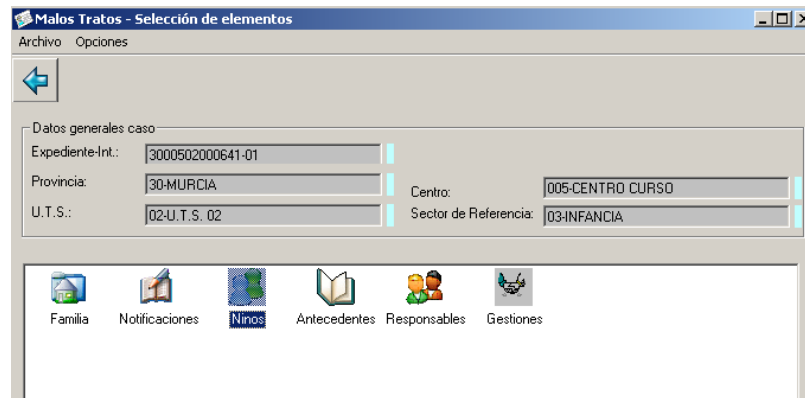 Malos Tratos - Selección de elementos
Archivo Opciones
Datos generales caso
Expediente-Int.: 3000502000641-01
Provincia: 30-MURCIA Centro: 005-CENTRO CURSO
U.T.S.: 02-U.T.S. 02 Sector de Referencia: 03-INFANCIA
Familia Notificaciones Ninos Antecedentes Responsables Gestiones